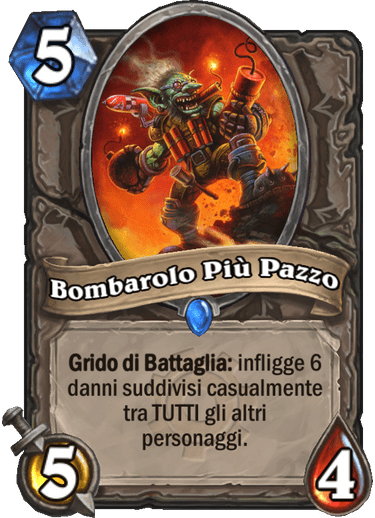 5
Bombarolo Più Pazzo
Grido di Battaglia: infligge 6
danni suddivisi casualmente
tra TUTTI gli altri
personaggi.
5
4